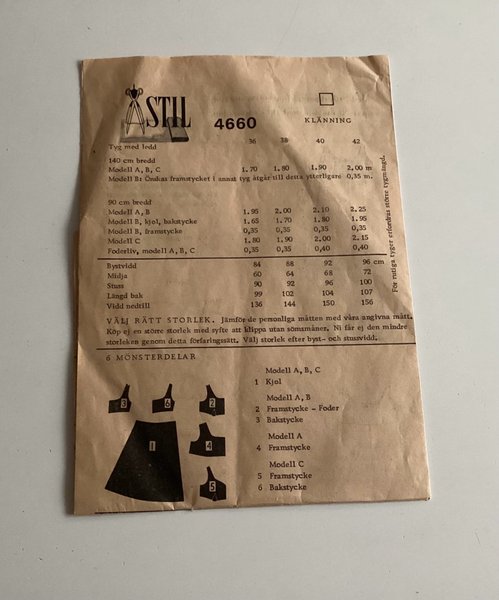 ÅSTIL 4660 KLÄNNING
Tyg med ledd 36 38 40 42
140 cm bredd
Modell A, B, C 1.70 1.80 1.90 2,00 m
Modell B: Önskas framstycket i annat tyg åtgår till detta ytterligare 0,35 m.
90 cm bredd
Modell A, B 1.95 2.00 2.10 2.25
Modell B, kjol, bakstycke 1.65 1.70 1.80 1.95
Modell B, framstycke 0,35 0,35 0,35 0,35
Modell C 1.80 1.90 2.00 2.15
Foderliv, modell A, B, C 0,35 0,35 0,40 0,40
För rutiga tyger erfordras större tygmängd.
Bystvidd 84 88 92 96 cm
Midja 60 64 68 72
Stuss 90 92 96 100
Längd bak 99 102 104 107
Vidd nedtill 136 144 150 156
VÄLJ RÄTT STORLEK. Jämför de personliga måtten med våra angivna mått.
Köp ej en större storlek med syfte att klippa utan sömsmåner. Ni får ej den mindre
storleken genom detta förfaringssätt. Välj storlek efter byst- och stussvidd.
6 MÖNSTERDELAR
Modell A, B, C
1 Kjol
Modell A, B
2 Framstycke - Foder
3 Bakstycke
Modell A
4 Framstycke
Modell C
5 Framstycke
6 Bakstycke
3 6 2
1 4
5